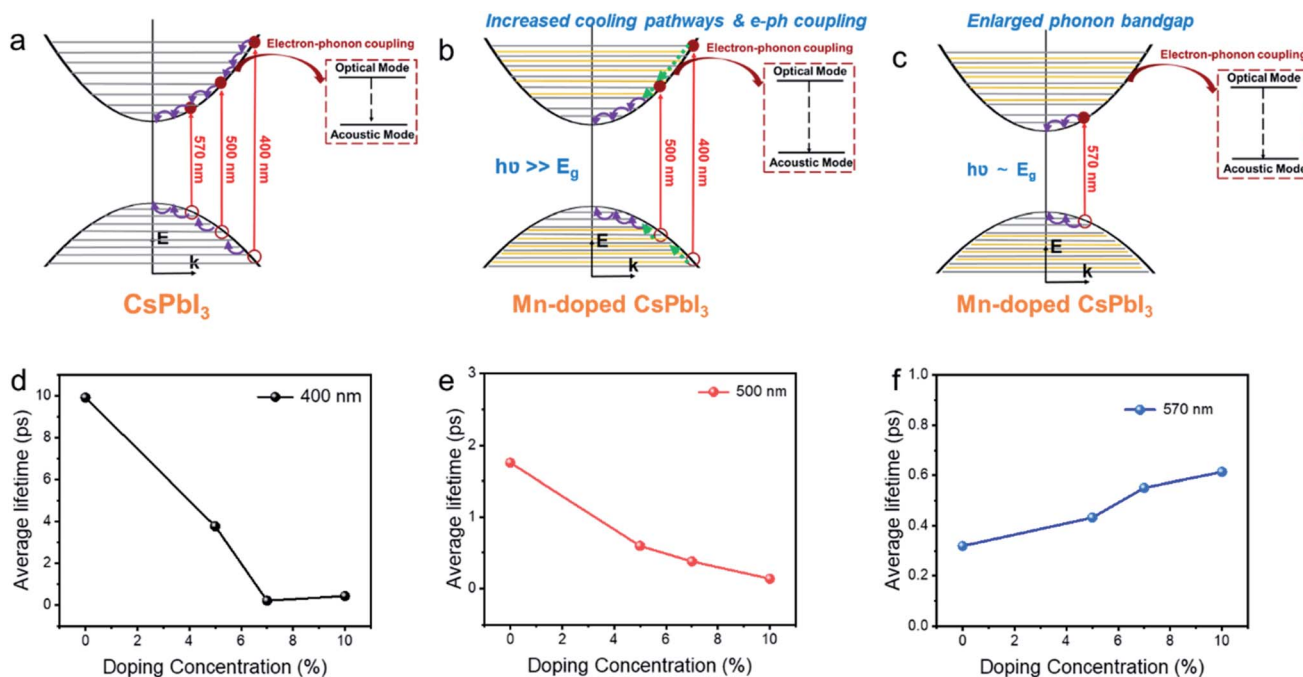 a
Electron-phonon coupling
Optical Mode
Acoustic Mode
570 nm
500 nm
400 nm
E
k
CsPbI₃
Increased cooling pathways & e-ph coupling
b
Electron-phonon coupling
Optical Mode
Acoustic Mode
hυ >> Eg
500 nm
400 nm
E
k
Mn-doped CsPbI₃
Enlarged phonon bandgap
c
Electron-phonon coupling
Optical Mode
Acoustic Mode
hυ ~ Eg
570 nm
E
k
Mn-doped CsPbI₃
d
400 nm
Average lifetime (ps)
10
8
6
4
2
0
0 2 4 6 8 10
Doping Concentration (%)
e
500 nm
Average lifetime (ps)
3
2
1
0
0 2 4 6 8 10
Doping Concentration (%)
f
570 nm
Average lifetime (ps)
1.0
0.8
0.6
0.4
0.2
0.0
0 2 4 6 8 10
Doping Concentration (%)